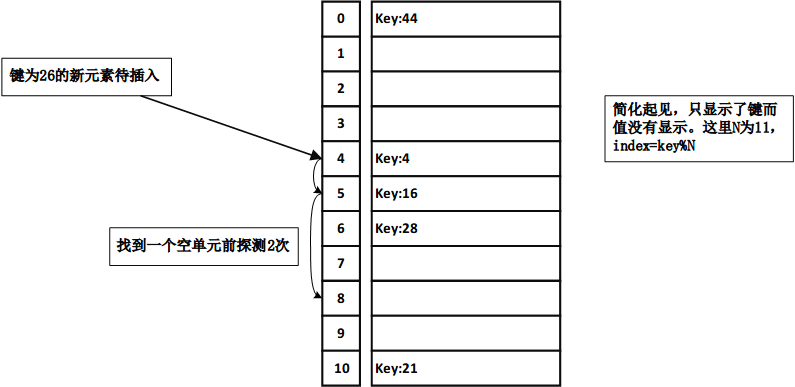 0 Key:44
1
2
键为26的新元素待插入
3
简化起见，只显示了键而
值没有显示。这里N为11，
index=key%N
4 Key:4
5 Key:16
6 Key:28
找到一个空单元前探测2次
7
8
9
10 Key:21